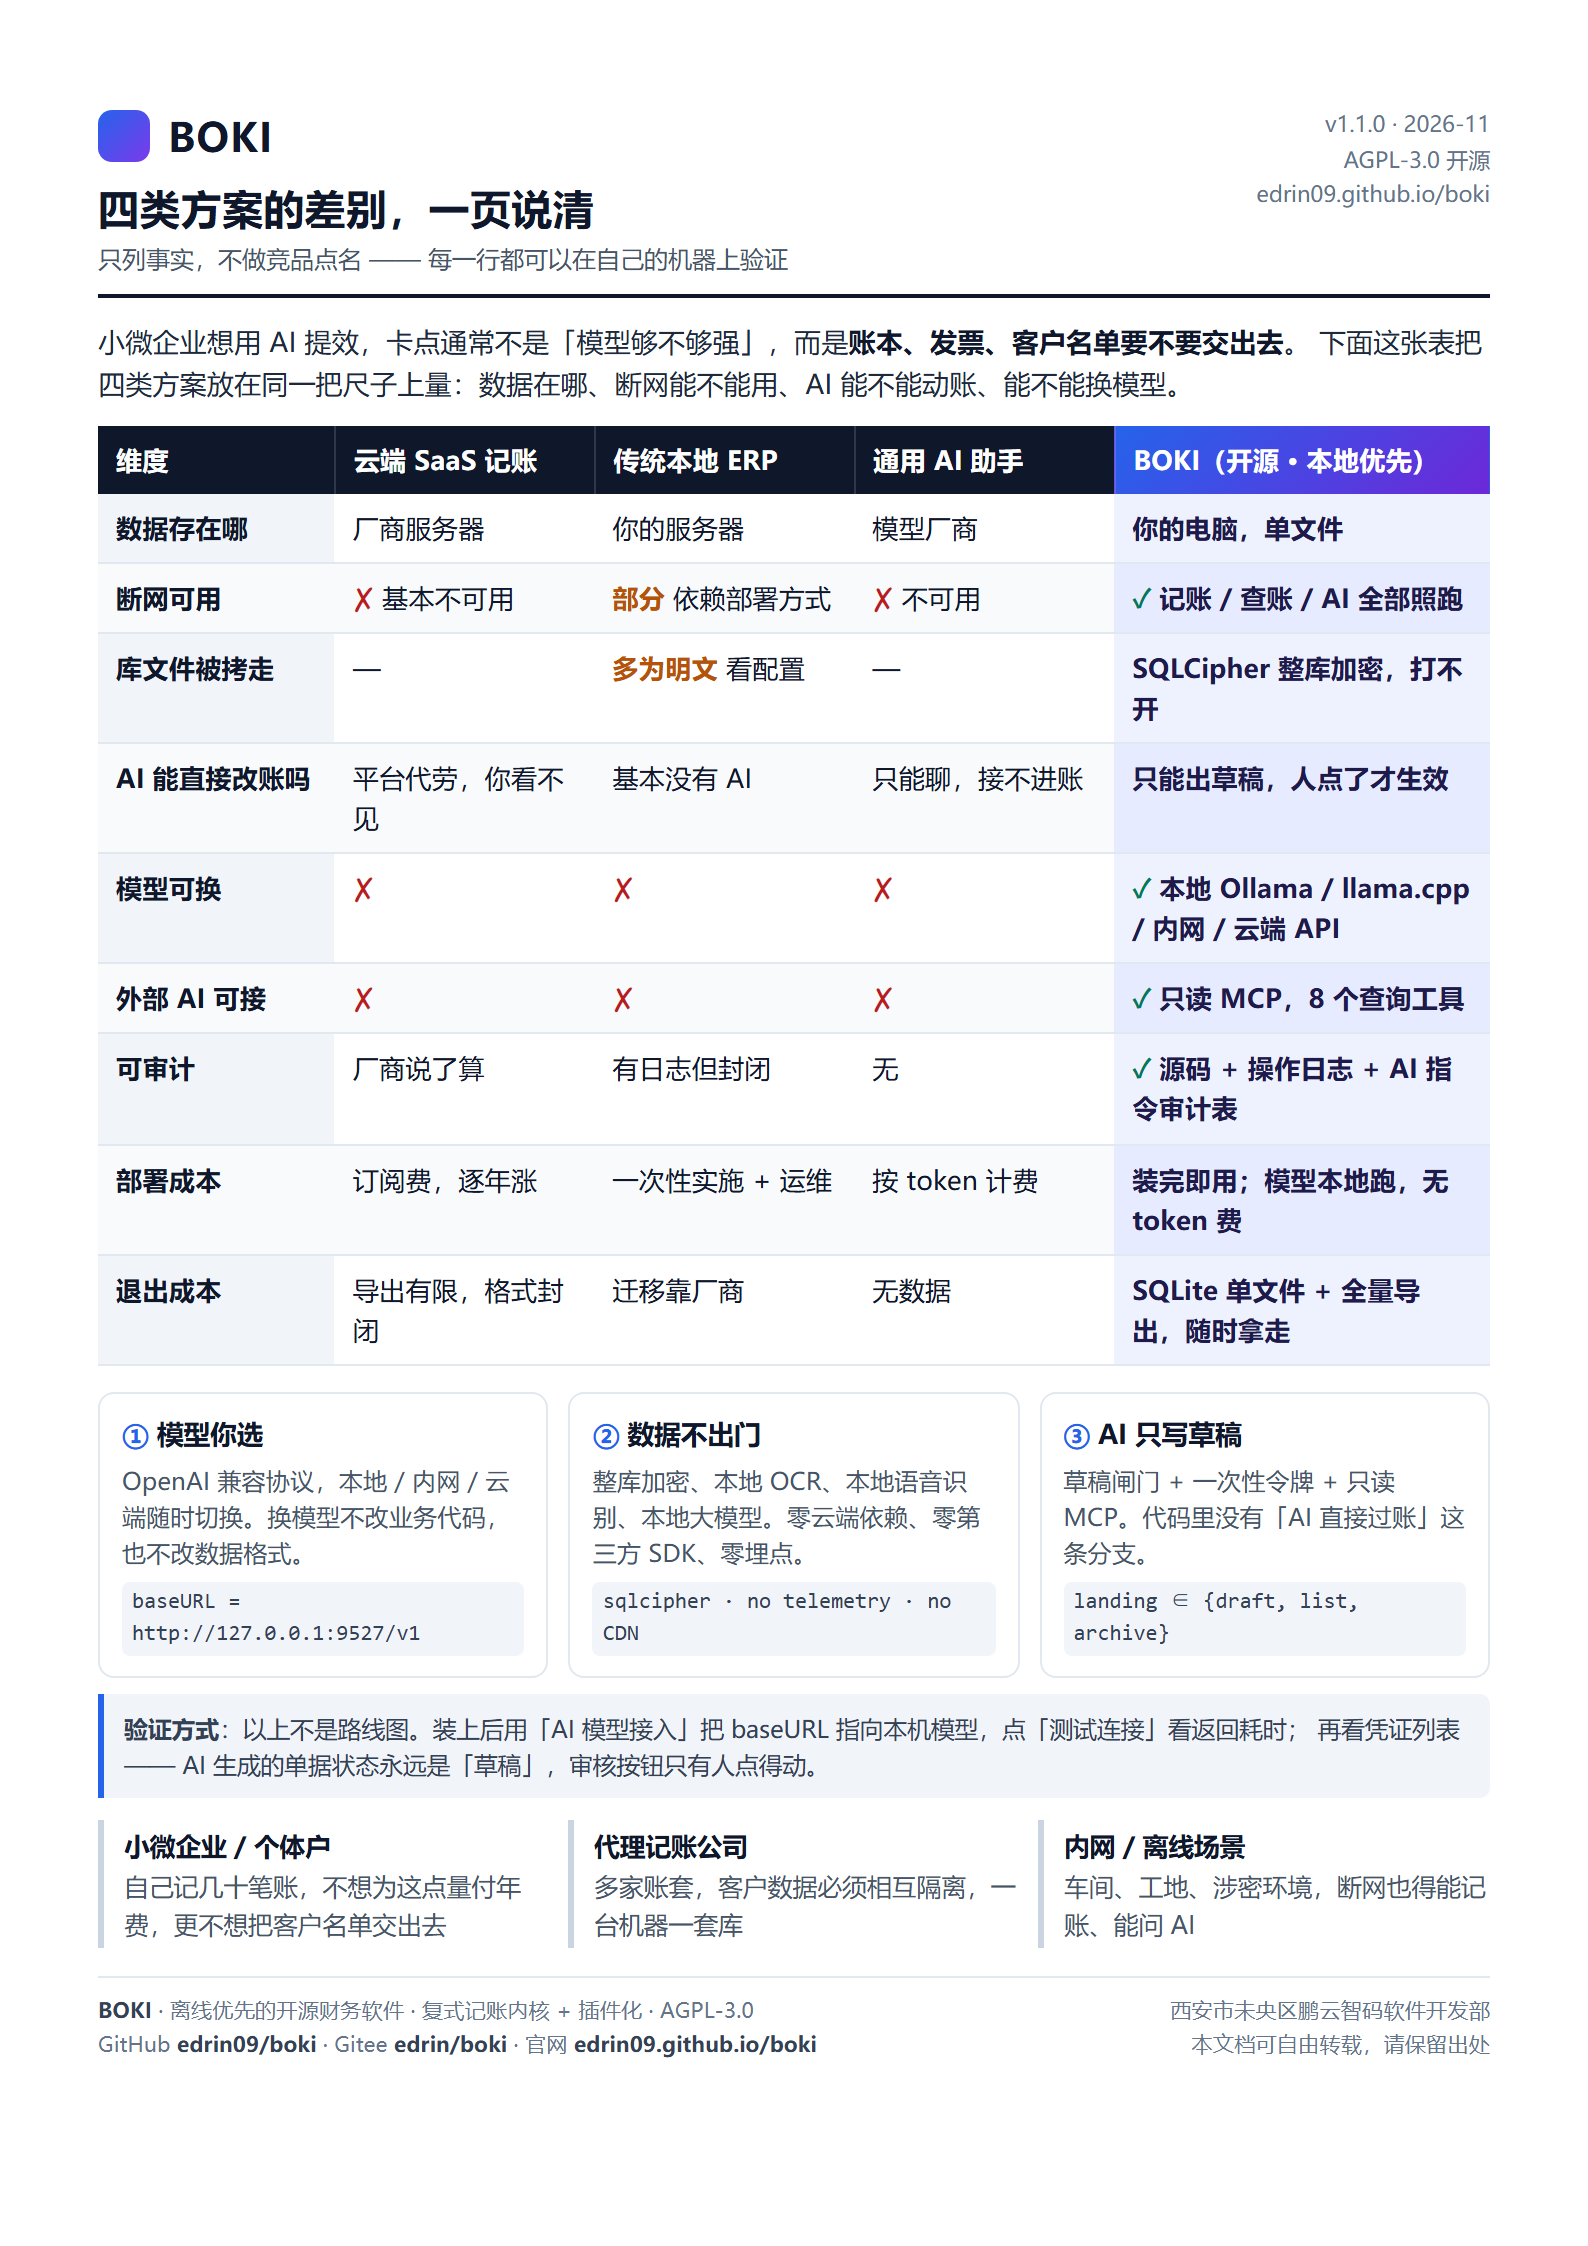 BOKI
v1.1.0 · 2026-11
AGPL-3.0 开源
edrin09.github.io/boki
四类方案的差别，一页说清
只列事实，不做竞品点名 —— 每一行都可以在自己的机器上验证
小微企业想用 AI 提效，卡点通常不是「模型够不够强」，而是账本、发票、客户名单要不要交出去。 下面这张表把
四类方案放在同一把尺子上量：数据在哪、断网能不能用、AI 能不能动账、能不能换模型。
维度 云端 SaaS 记账 传统本地 ERP 通用 AI 助手 BOKI（开源 · 本地优先）
数据存在哪 厂商服务器 你的服务器 模型厂商 你的电脑，单文件
断网可用 ✗ 基本不可用 部分 依赖部署方式 ✗ 不可用 ✓ 记账 / 查账 / AI 全部照跑
库文件被拷走 — 多为明文 看配置 — SQLCipher 整库加密，打不
开
AI 能直接改账吗 平台代劳，你看不 基本没有 AI 只能聊，接不进账 只能出草稿，人点了才生效
见
模型可换 ✗ ✗ ✗ ✓ 本地 Ollama / llama.cpp
/ 内网 / 云端 API
外部 AI 可接 ✗ ✗ ✗ ✓ 只读 MCP，8 个查询工具
可审计 厂商说了算 有日志但封闭 无 ✓ 源码 + 操作日志 + AI 指
令审计表
部署成本 订阅费，逐年涨 一次性实施 + 运维 按 token 计费 装完即用；模型本地跑，无
token 费
退出成本 导出有限，格式封 迁移靠厂商 无数据 SQLite 单文件 + 全量导
闭 出，随时拿走
① 模型你选
OpenAI 兼容协议，本地 / 内网 / 云
端随时切换。换模型不改业务代码，
也不改数据格式。
baseURL =
http://127.0.0.1:9527/v1
② 数据不出门
整库加密、本地 OCR、本地语音识
别、本地大模型。零云端依赖、零第
三方 SDK、零埋点。
sqlcipher · no telemetry · no
CDN
③ AI 只写草稿
草稿闸门 + 一次性令牌 + 只读
MCP。代码里没有「AI 直接过账」这
条分支。
landing ∈ {draft, list,
archive}
验证方式：以上不是路线图。装上后用「AI 模型接入」把 baseURL 指向本机模型，点「测试连接」看返回耗时； 再看凭证列表
—— AI 生成的单据状态永远是「草稿」，审核按钮只有人点得动。
小微企业 / 个体户
自己记几十笔账，不想为这点量付年
费，更不想把客户名单交出去
代理记账公司
多家账套，客户数据必须相互隔离，一
台机器一套库
内网 / 离线场景
车间、工地、涉密环境，断网也得能记
账、能问 AI
BOKI · 离线优先的开源财务软件 · 复式记账内核 + 插件化 · AGPL-3.0
GitHub edrin09/boki · Gitee edrin/boki · 官网 edrin09.github.io/boki
西安市未央区鹏云智码软件开发部
本文档可自由转载，请保留出处